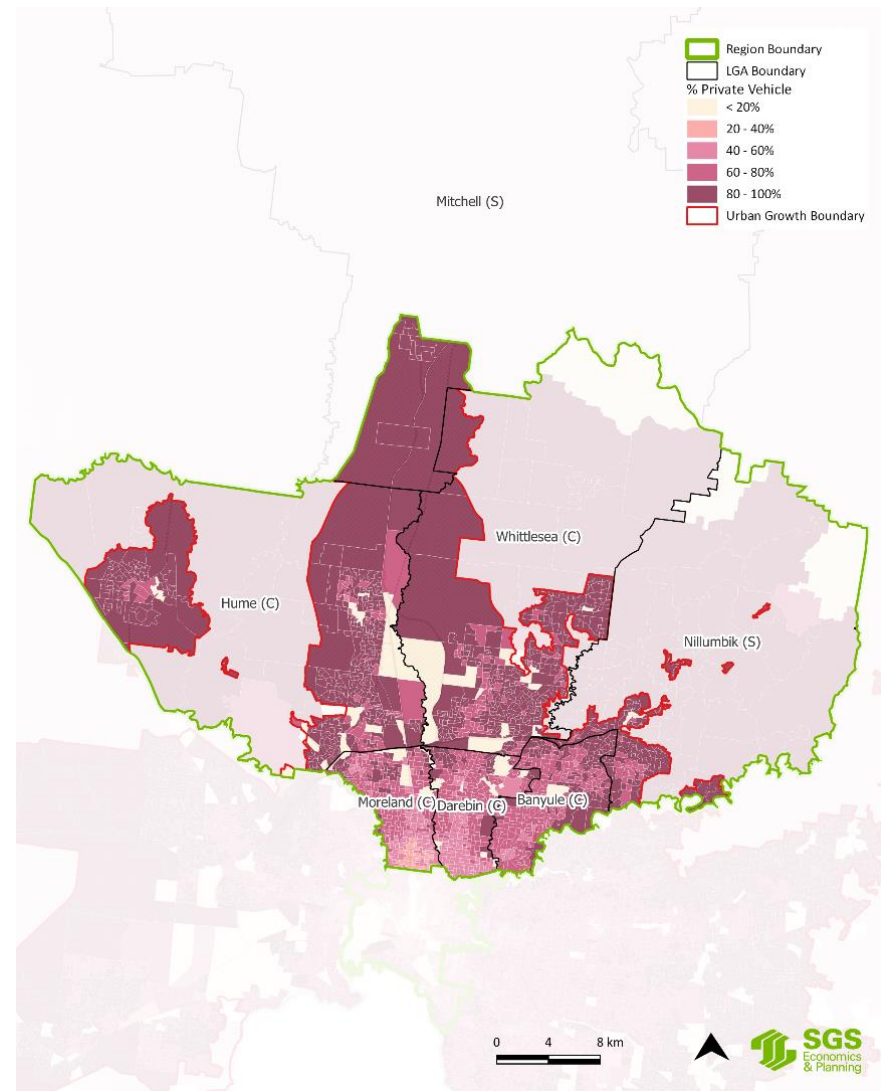 Region Boundary
LGA Boundary
% Private Vehicle
< 20%
20 - 40%
40 - 60%
60 - 80%
80 - 100%
Urban Growth Boundary
Mitchell (S)
Whittlesea (C)
Hume (C)
Nillumbik (S)
Moreland (C)
Darebin (C)
Banyule (C)
0 4 8 km
SGS
Economics
& Planning